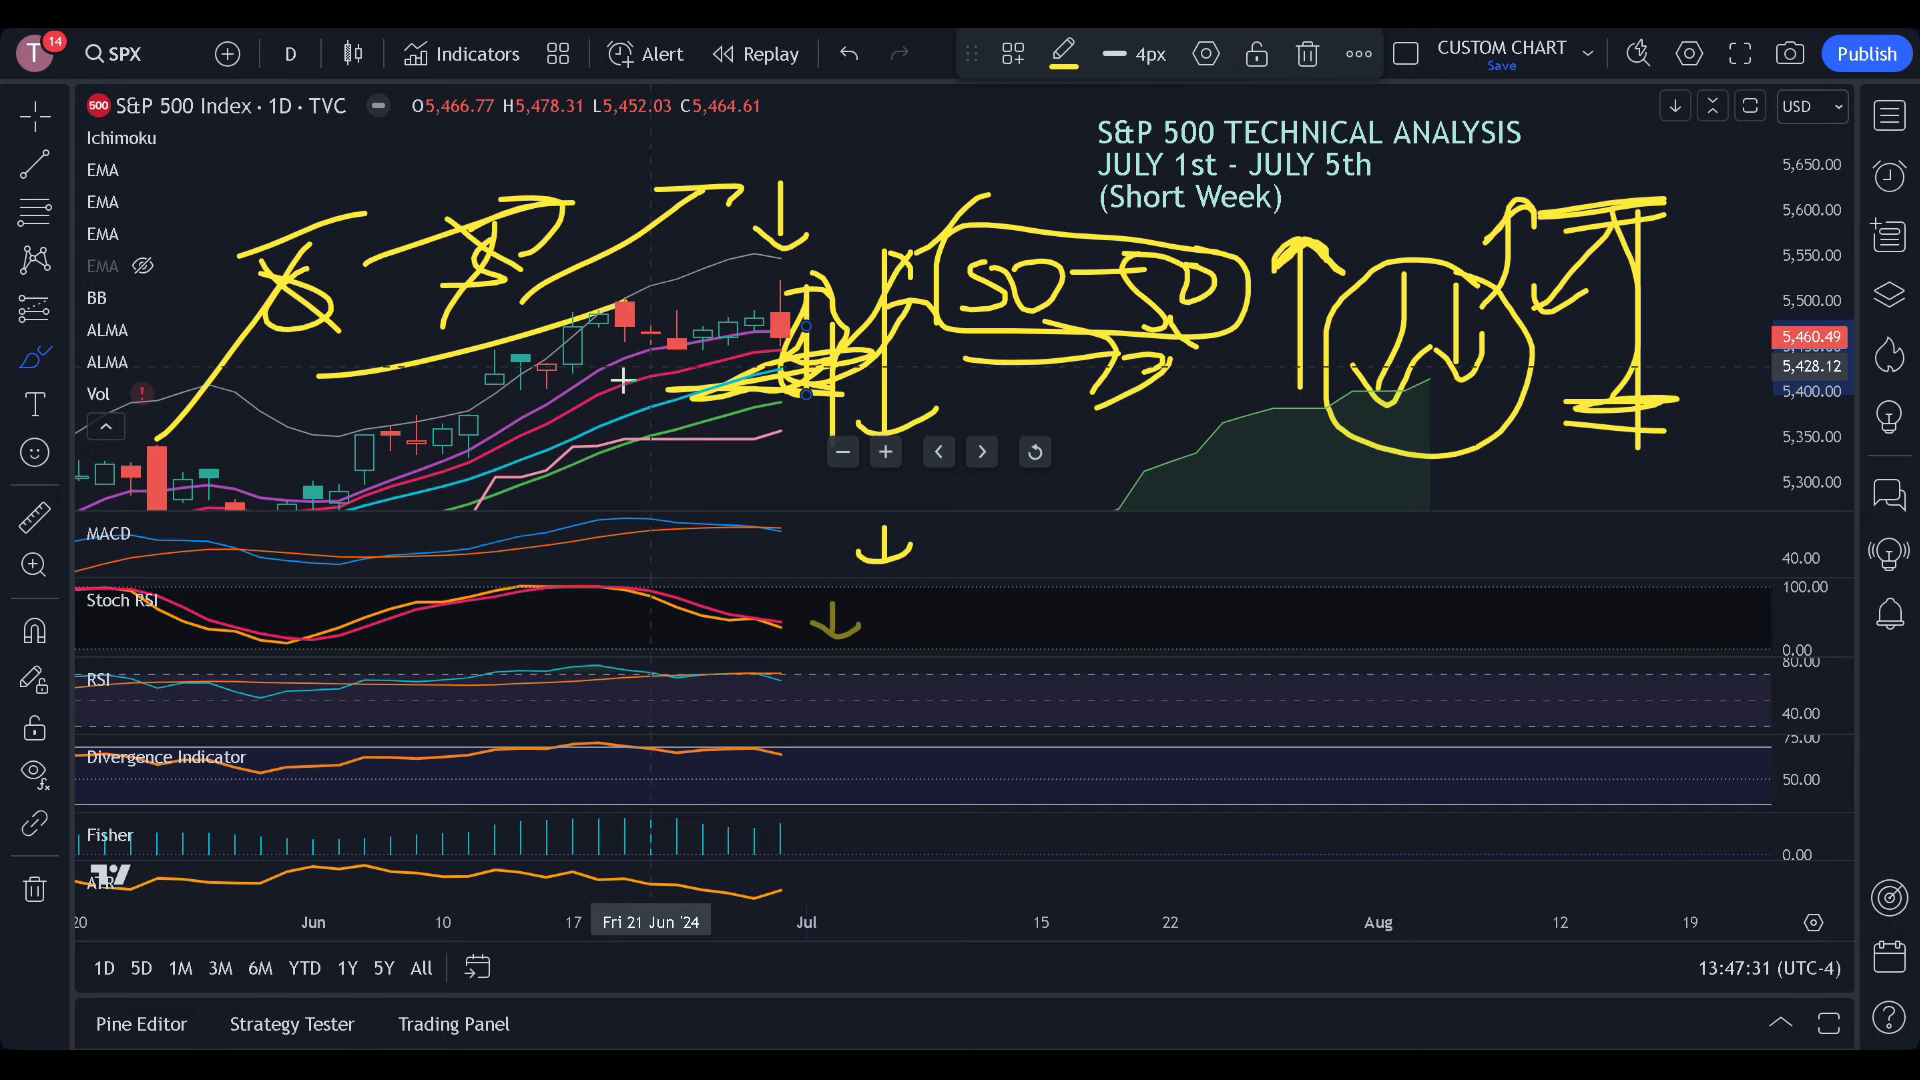 T 14 SPX D Indicators Alert Replay 4px CUSTOM CHART Save Publish
500 S&P 500 Index · 1D · TVC O5,466.77 H5,478.31 L5,452.03 C5,464.61 USD
S&P 500 TECHNICAL ANALYSIS
JULY 1st - JULY 5th
(Short Week)
Ichimoku
EMA
EMA
EMA
EMA
BB
ALMA
ALMA
Vol !
50-50
5,650.00
5,600.00
5,550.00
5,500.00
5,460.49
5,428.12
5,400.00
5,350.00
5,300.00
MACD
40.00
Stoch RSI
100.00
0.00
RSI
80.00
40.00
Divergence Indicator
75.00
50.00
Fisher
0.00
ATR
20 Jun 10 17 Fri 21 Jun '24 Jul 15 22 Aug 12 19
1D 5D 1M 3M 6M YTD 1Y 5Y All 13:47:31 (UTC-4)
Pine Editor Strategy Tester Trading Panel